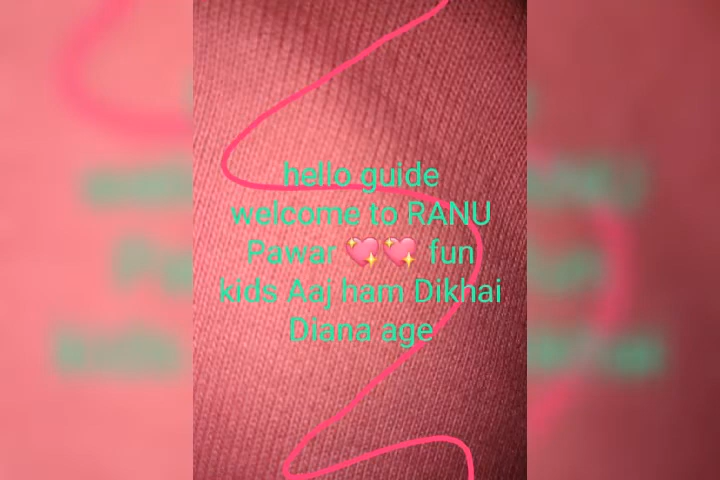 hello guide
welcome to RANU
Pawar 💖💖 fun
kids Aaj ham Dikhai
Diana age